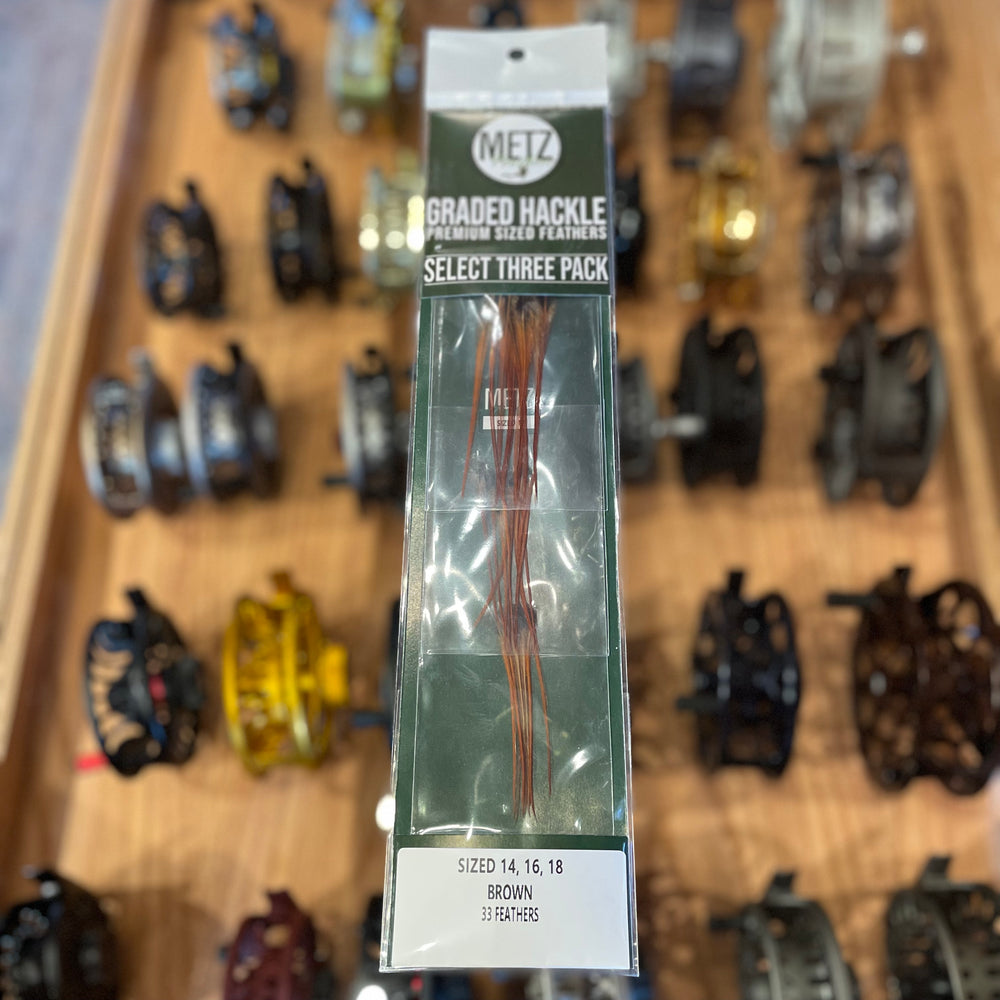 METZ
GRADED HACKLE
PREMIUM SIZED FEATHERS
SELECT THREE PACK
METZ
SIZED 14, 16, 18
BROWN
33 FEATHERS